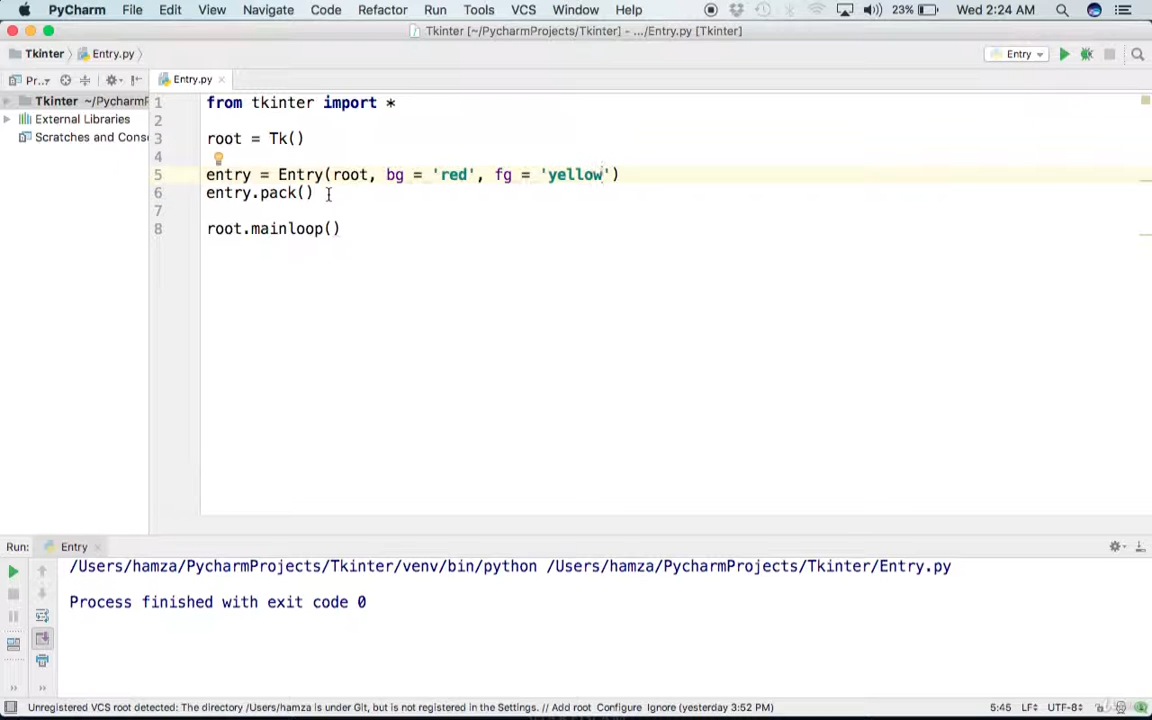 PyCharm File Edit View Navigate Code Refactor Run Tools VCS Window Help 23% Wed 2:24 AM
Tkinter [~/PycharmProjects/Tkinter] - .../Entry.py [Tkinter]
Tkinter Entry.py Entry
Pr... Entry.py
Tkinter ~/PycharmP
External Libraries
Scratches and Conso
1 from tkinter import *
2
3 root = Tk()
4
5 entry = Entry(root, bg = 'red', fg = 'yellow')
6 entry.pack()
7
8 root.mainloop()
Run: Entry
/Users/hamza/PycharmProjects/Tkinter/venv/bin/python /Users/hamza/PycharmProjects/Tkinter/Entry.py
Process finished with exit code 0
Unregistered VCS root detected: The directory /Users/hamza is under Git, but is not registered in the Settings. // Add root Configure Ignore (yesterday 3:52 PM) 5:45 LF÷ UTF-8÷